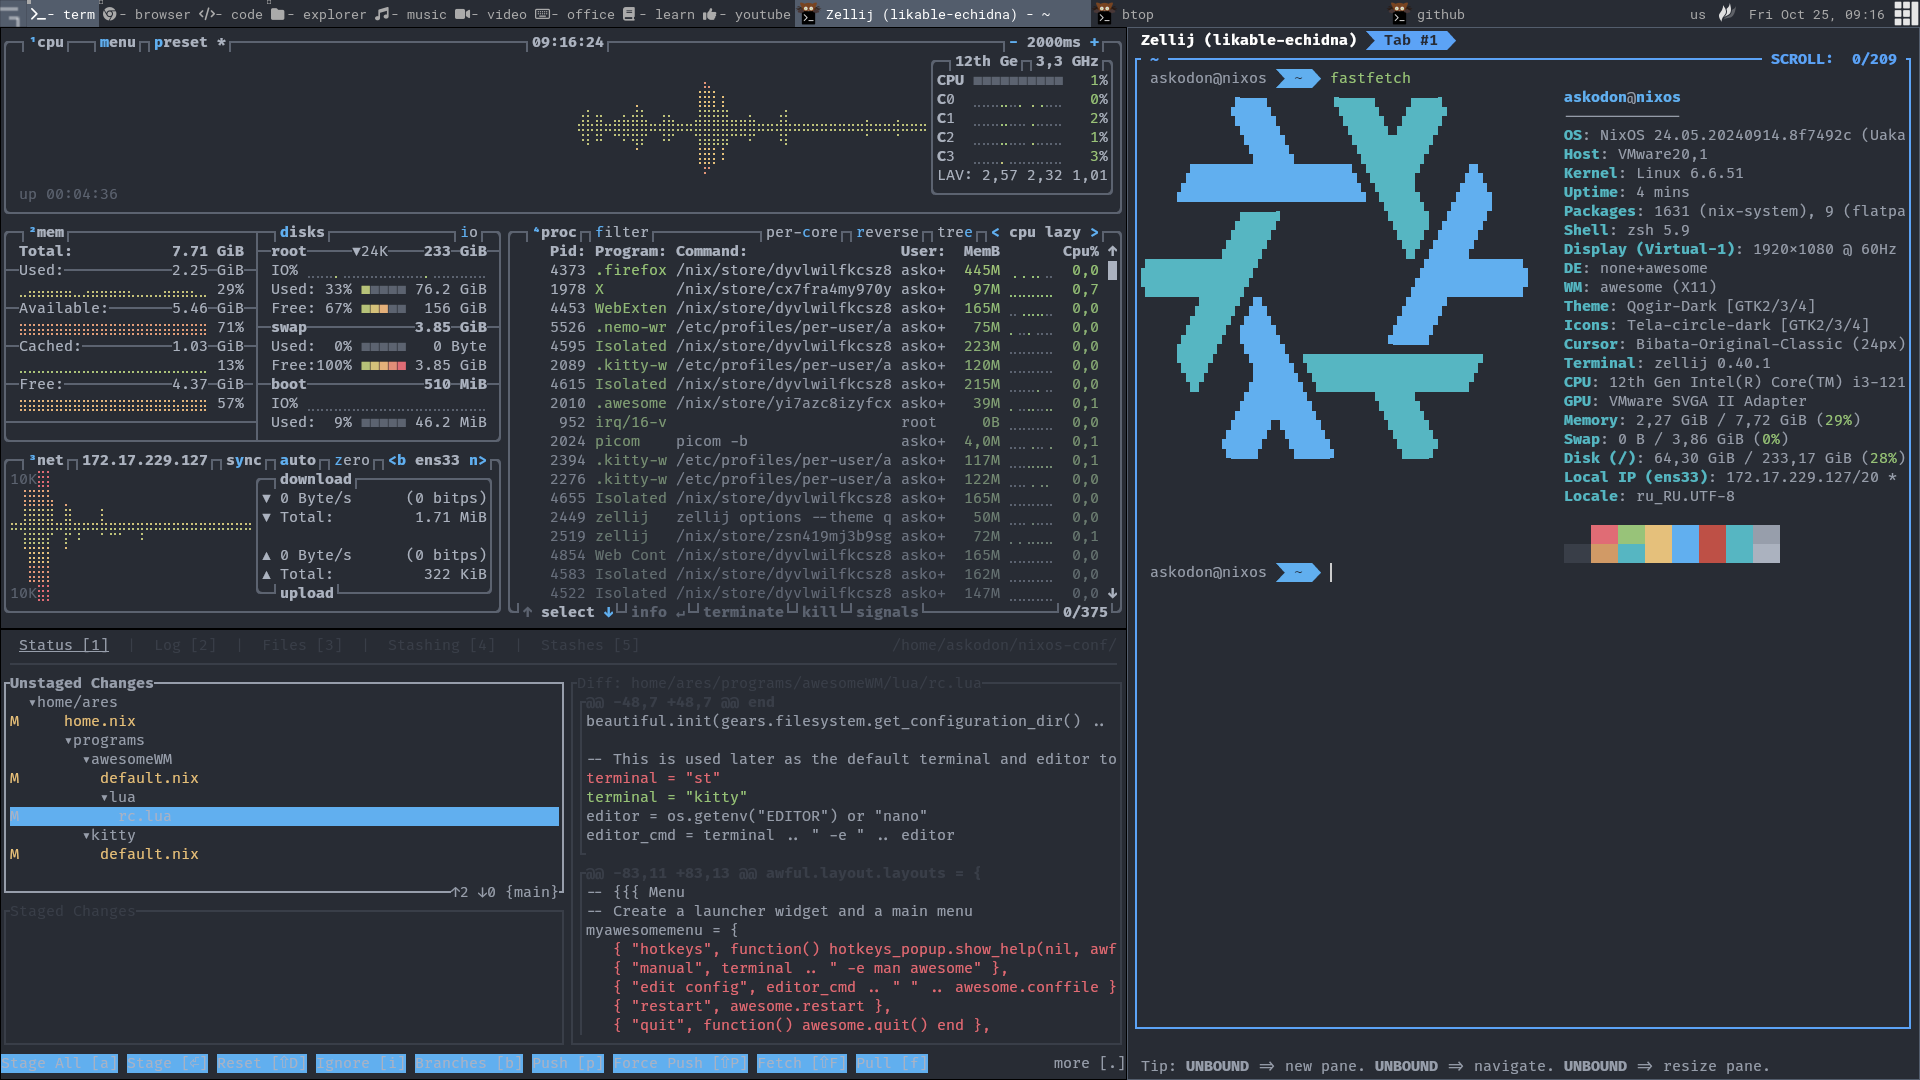 term - browser - code - explorer - music - video - office - learn - youtube Zellij (likable-echidna) - ~ btop github us Fri Oct 25, 09:16
¹cpu menu preset * 09:16:24 - 2000ms +
12th Ge 3,3 GHz
CPU 1%
C0 0%
C1 2%
C2 1%
C3 3%
LAV: 2,57 2,32 1,01
up 00:04:36
²mem
Total: 7.71 GiB
Used: 2.25 GiB
29%
Available: 5.46 GiB
71%
Cached: 1.03 GiB
13%
Free: 4.37 GiB
57%
disks io
root ▼24K 233 GiB
IO%
Used: 33% 76.2 GiB
Free: 67% 156 GiB
swap 3.85 GiB
Used: 0% 0 Byte
Free:100% 3.85 GiB
boot 510 MiB
IO%
Used: 9% 46.2 MiB
⁴proc filter per-core reverse tree < cpu lazy >
Pid: Program: Command: User: MemB Cpu% ↑
4373 .firefox /nix/store/dyvlwilfkcsz8 asko+ 445M 0,0
1978 X /nix/store/cx7fra4my970y asko+ 97M 0,7
4453 WebExten /nix/store/dyvlwilfkcsz8 asko+ 165M 0,0
5526 .nemo-wr /etc/profiles/per-user/a asko+ 75M 0,0
4595 Isolated /nix/store/dyvlwilfkcsz8 asko+ 223M 0,0
2089 .kitty-w /etc/profiles/per-user/a asko+ 120M 0,0
4615 Isolated /nix/store/dyvlwilfkcsz8 asko+ 215M 0,0
2010 .awesome /nix/store/yi7azc8izyfcx asko+ 39M 0,1
952 irq/16-v root 0B 0,0
2024 picom picom -b asko+ 4,0M 0,1
2394 .kitty-w /etc/profiles/per-user/a asko+ 117M 0,1
2276 .kitty-w /etc/profiles/per-user/a asko+ 122M 0,0
4655 Isolated /nix/store/dyvlwilfkcsz8 asko+ 165M 0,0
2449 zellij zellij options --theme q asko+ 50M 0,0
2519 zellij /nix/store/zsn419mj3b9sg asko+ 72M 0,1
4854 Web Cont /nix/store/dyvlwilfkcsz8 asko+ 165M 0,0
4583 Isolated /nix/store/dyvlwilfkcsz8 asko+ 162M 0,0
4522 Isolated /nix/store/dyvlwilfkcsz8 asko+ 147M 0,0 ↓
↑ select ↓ info ↵ terminate kill signals 0/375
³net 172.17.229.127 sync auto zero <b ens33 n>
10K
download
▼ 0 Byte/s (0 bitps)
▼ Total: 1.71 MiB
▲ 0 Byte/s (0 bitps)
▲ Total: 322 KiB
10K
upload
Status [1] | Log [2] | Files [3] | Stashing [4] | Stashes [5] /home/askodon/nixos-conf/
Unstaged Changes
▾home/ares
M home.nix
▾programs
▾awesomeWM
M default.nix
▾lua
M rc.lua
▾kitty
M default.nix
↑2 ↓0 {main}
Staged Changes
Diff: home/ares/programs/awesomeWM/lua/rc.lua
@@ -48,7 +48,7 @@ end
beautiful.init(gears.filesystem.get_configuration_dir() ..
-- This is used later as the default terminal and editor to
terminal = "st"
terminal = "kitty"
editor = os.getenv("EDITOR") or "nano"
editor_cmd = terminal .. " -e " .. editor
@@ -83,11 +83,13 @@ awful.layout.layouts = {
-- {{{ Menu
-- Create a launcher widget and a main menu
myawesomemenu = {
{ "hotkeys", function() hotkeys_popup.show_help(nil, awf
{ "manual", terminal .. " -e man awesome" },
{ "edit config", editor_cmd .. " " .. awesome.conffile }
{ "restart", awesome.restart },
{ "quit", function() awesome.quit() end },
Stage All [a] Stage [⏎] Reset [⇧D] Ignore [i] Branches [b] Push [p] Force Push [⇧P] Fetch [⇧F] Pull [f] more [.]
Zellij (likable-echidna) Tab #1
~ SCROLL: 0/209
askodon@nixos ~ fastfetch
askodon@nixos
OS: NixOS 24.05.20240914.8f7492c (Uaka
Host: VMware20,1
Kernel: Linux 6.6.51
Uptime: 4 mins
Packages: 1631 (nix-system), 9 (flatpa
Shell: zsh 5.9
Display (Virtual-1): 1920×1080 @ 60Hz
DE: none+awesome
WM: awesome (X11)
Theme: Qogir-Dark [GTK2/3/4]
Icons: Tela-circle-dark [GTK2/3/4]
Cursor: Bibata-Original-Classic (24px)
Terminal: zellij 0.40.1
CPU: 12th Gen Intel(R) Core(TM) i3-121
GPU: VMware SVGA II Adapter
Memory: 2,27 GiB / 7,72 GiB (29%)
Swap: 0 B / 3,86 GiB (0%)
Disk (/): 64,30 GiB / 233,17 GiB (28%)
Local IP (ens33): 172.17.229.127/20 *
Locale: ru_RU.UTF-8
askodon@nixos ~
Tip: UNBOUND => new pane. UNBOUND => navigate. UNBOUND => resize pane.